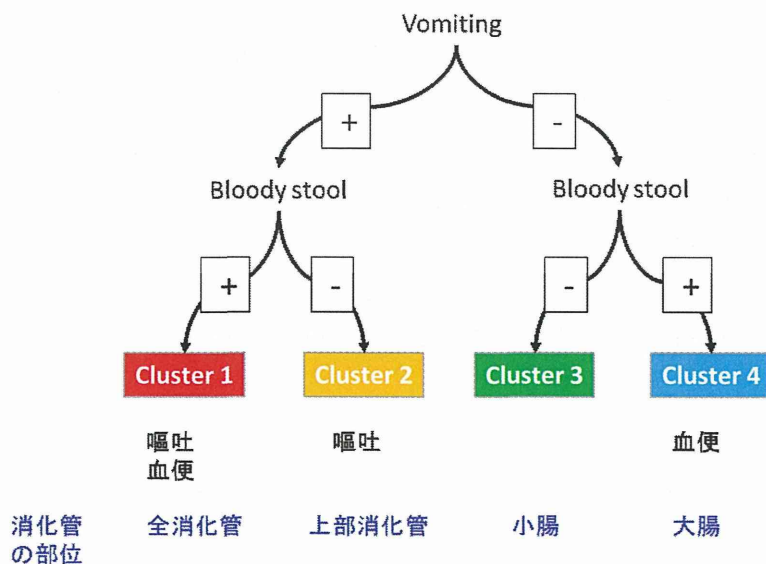 Vomiting
+ -
Bloody stool Bloody stool
+ - - +
Cluster 1 Cluster 2 Cluster 3 Cluster 4
嘔吐 嘔吐 血便
血便
消化管 全消化管 上部消化管 小腸 大腸
の部位